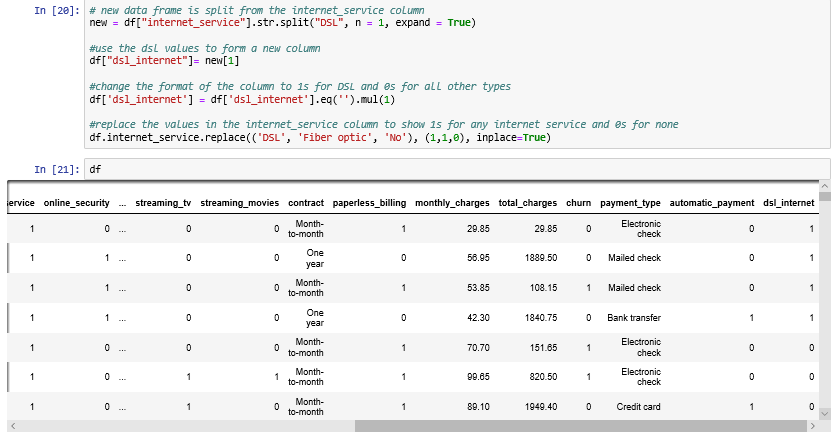 In [20]: # new data frame is split from the internet_service column
new = df["internet_service"].str.split("DSL", n = 1, expand = True)
#use the dsl values to form a new column
df["dsl_internet"]= new[1]
#change the format of the column to 1s for DSL and 0s for all other types
df['dsl_internet'] = df['dsl_internet'].eq('').mul(1)
#replace the values in the internet_service column to show 1s for any internet service and 0s for none
df.internet_service.replace(('DSL', 'Fiber optic', 'No'), (1,1,0), inplace=True)
In [21]: df
service online_security ... streaming_tv streaming_movies contract paperless_billing monthly_charges total_charges churn payment_type automatic_payment dsl_internet
1 0 ... 0 0 Month-to-month 1 29.85 29.85 0 Electronic check 0 1
1 1 ... 0 0 One year 0 56.95 1889.50 0 Mailed check 0 1
1 1 ... 0 0 Month-to-month 1 53.85 108.15 1 Mailed check 0 1
1 1 ... 0 0 One year 0 42.30 1840.75 0 Bank transfer 1 1
1 0 ... 0 0 Month-to-month 1 70.70 151.65 1 Electronic check 0 0
1 0 ... 1 1 Month-to-month 1 99.65 820.50 1 Electronic check 0 0
1 0 ... 1 0 Month-to-month 1 89.10 1949.40 0 Credit card 1 0